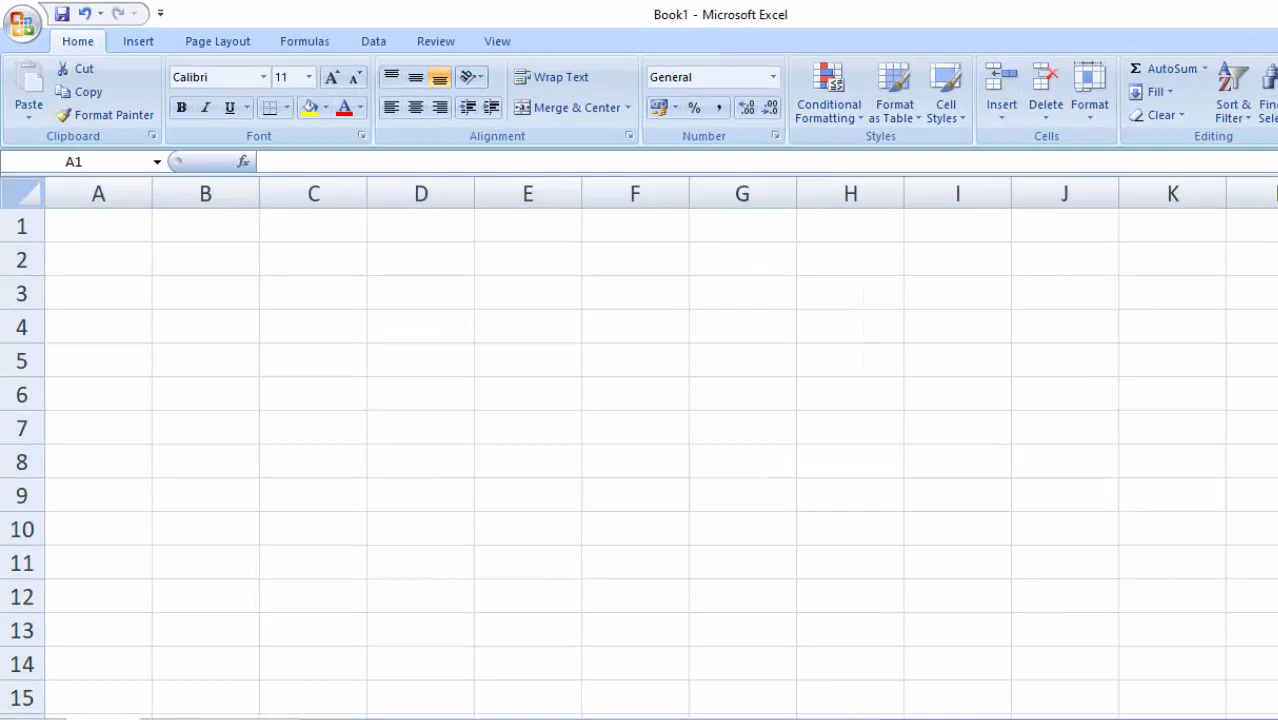 Book1 - Microsoft Excel
Home Insert Page Layout Formulas Data Review View
Paste
Cut
Copy
Format Painter
Clipboard
Calibri 11 A A
B I U A
Font
Wrap Text
Merge & Center
Alignment
General
% ,
Number
Conditional Formatting
Format as Table
Cell Styles
Styles
Insert
Delete
Format
Cells
Σ AutoSum
Fill
Clear
Sort & Filter
Editing
A1 fx
A B C D E F G H I J K
1
2
3
4
5
6
7
8
9
10
11
12
13
14
15